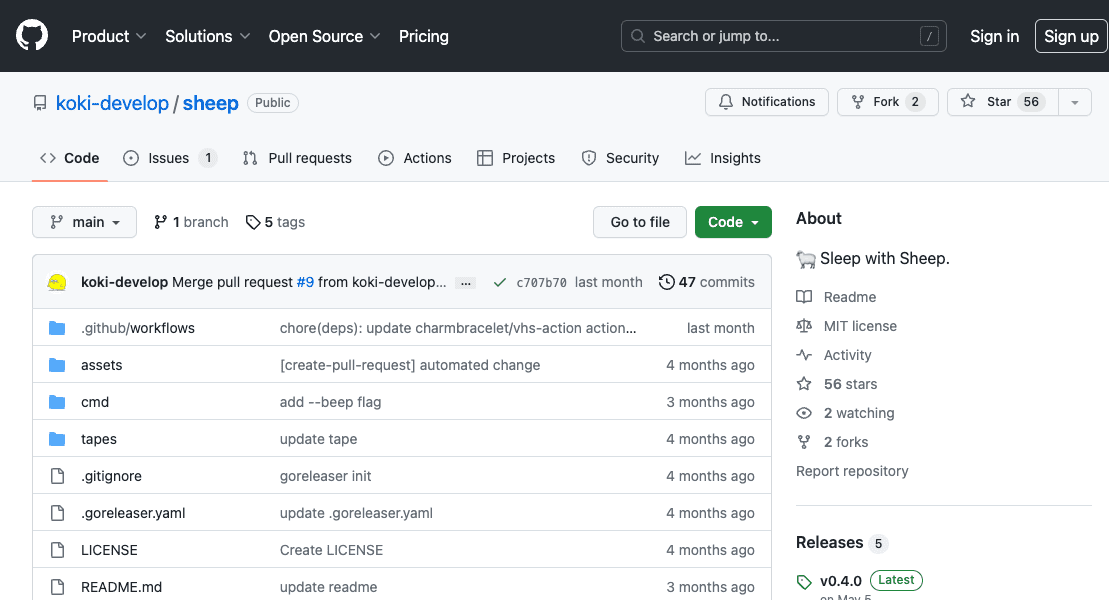 Product Solutions Open Source Pricing Search or jump to... / Sign in Sign up
koki-develop / sheep Public Notifications Fork 2 Star 56
Code Issues 1 Pull requests Actions Projects Security Insights
main 1 branch 5 tags Go to file Code
koki-develop Merge pull request #9 from koki-develop… ... c707b70 last month 47 commits
.github/workflows chore(deps): update charmbracelet/vhs-action action… last month
assets [create-pull-request] automated change 4 months ago
cmd add --beep flag 3 months ago
tapes update tape 4 months ago
.gitignore goreleaser init 4 months ago
.goreleaser.yaml update .goreleaser.yaml 4 months ago
LICENSE Create LICENSE 4 months ago
README.md update readme 3 months ago
About
Sleep with Sheep.
Readme
MIT license
Activity
56 stars
2 watching
2 forks
Report repository
Releases 5
v0.4.0 Latest
on May 5